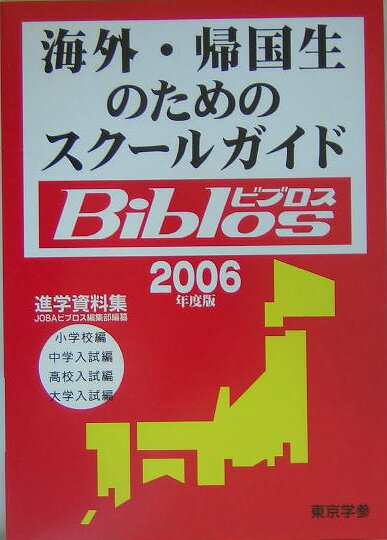 海外・帰国生
のための
スクールガイド
Biblos
ビブロス
2006
年度版
進学資料集
JOBAビブロス編集部編纂
小学校編
中学入試編
高校入試編
大学入試編
東京学参